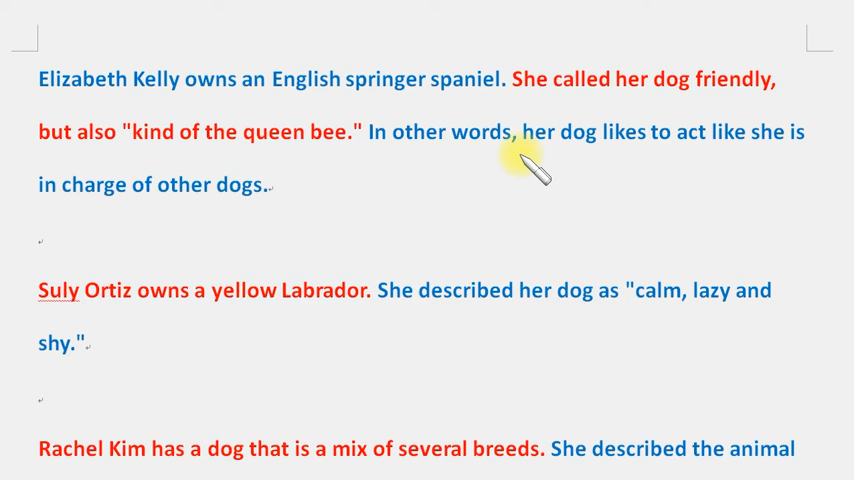 Elizabeth Kelly owns an English springer spaniel. She called her dog friendly,
but also "kind of the queen bee." In other words, her dog likes to act like she is
in charge of other dogs.
Suly Ortiz owns a yellow Labrador. She described her dog as "calm, lazy and
shy."
Rachel Kim has a dog that is a mix of several breeds. She described the animal